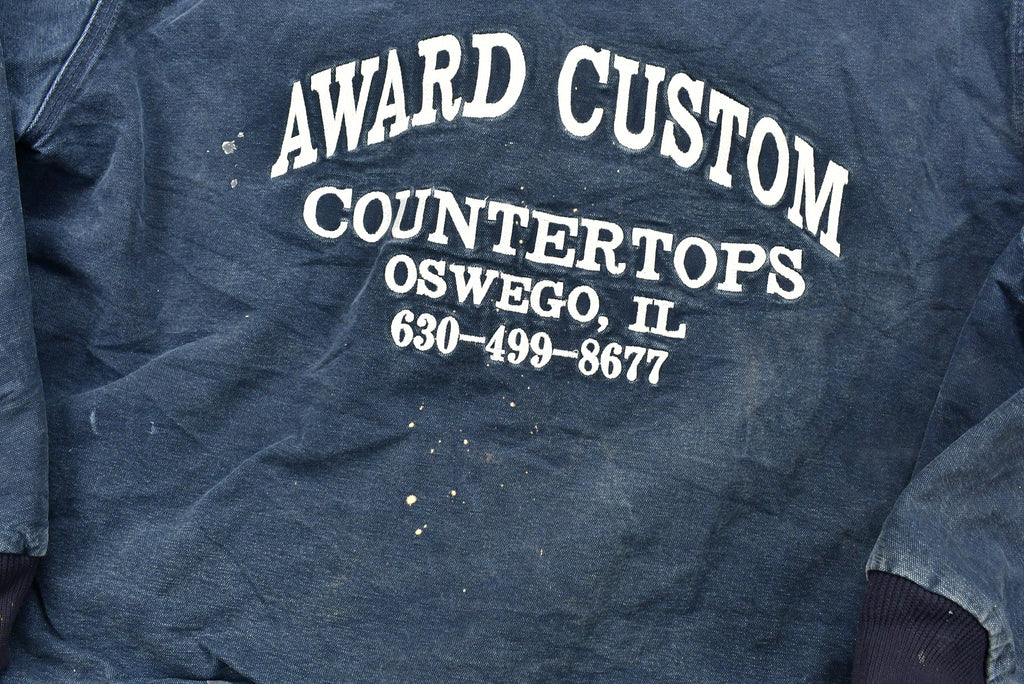 AWARD CUSTOM
COUNTERTOPS
OSWEGO, IL
630-499-8677